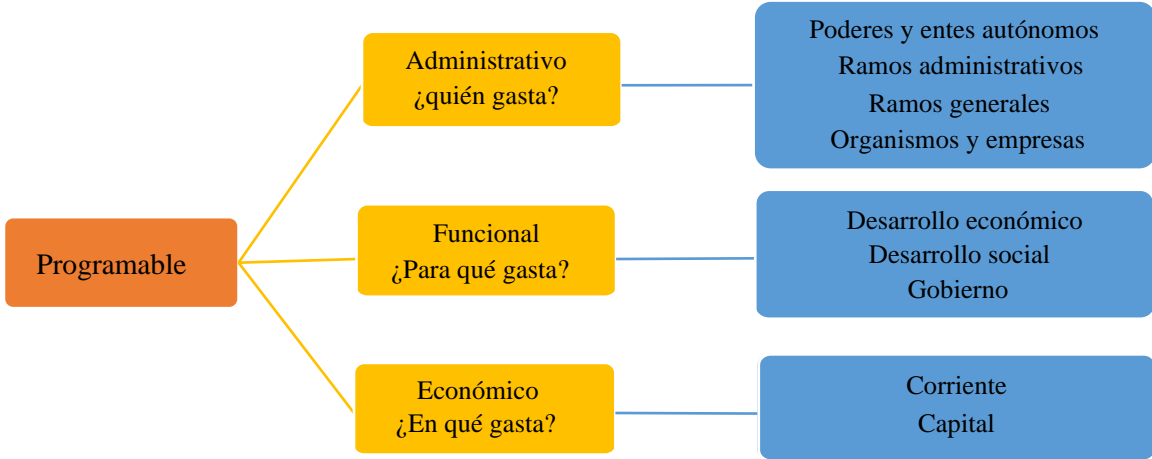 Programable
Administrativo
¿quién gasta?
Poderes y entes autónomos
Ramos administrativos
Ramos generales
Organismos y empresas
Funcional
¿Para qué gasta?
Desarrollo económico
Desarrollo social
Gobierno
Económico
¿En qué gasta?
Corriente
Capital